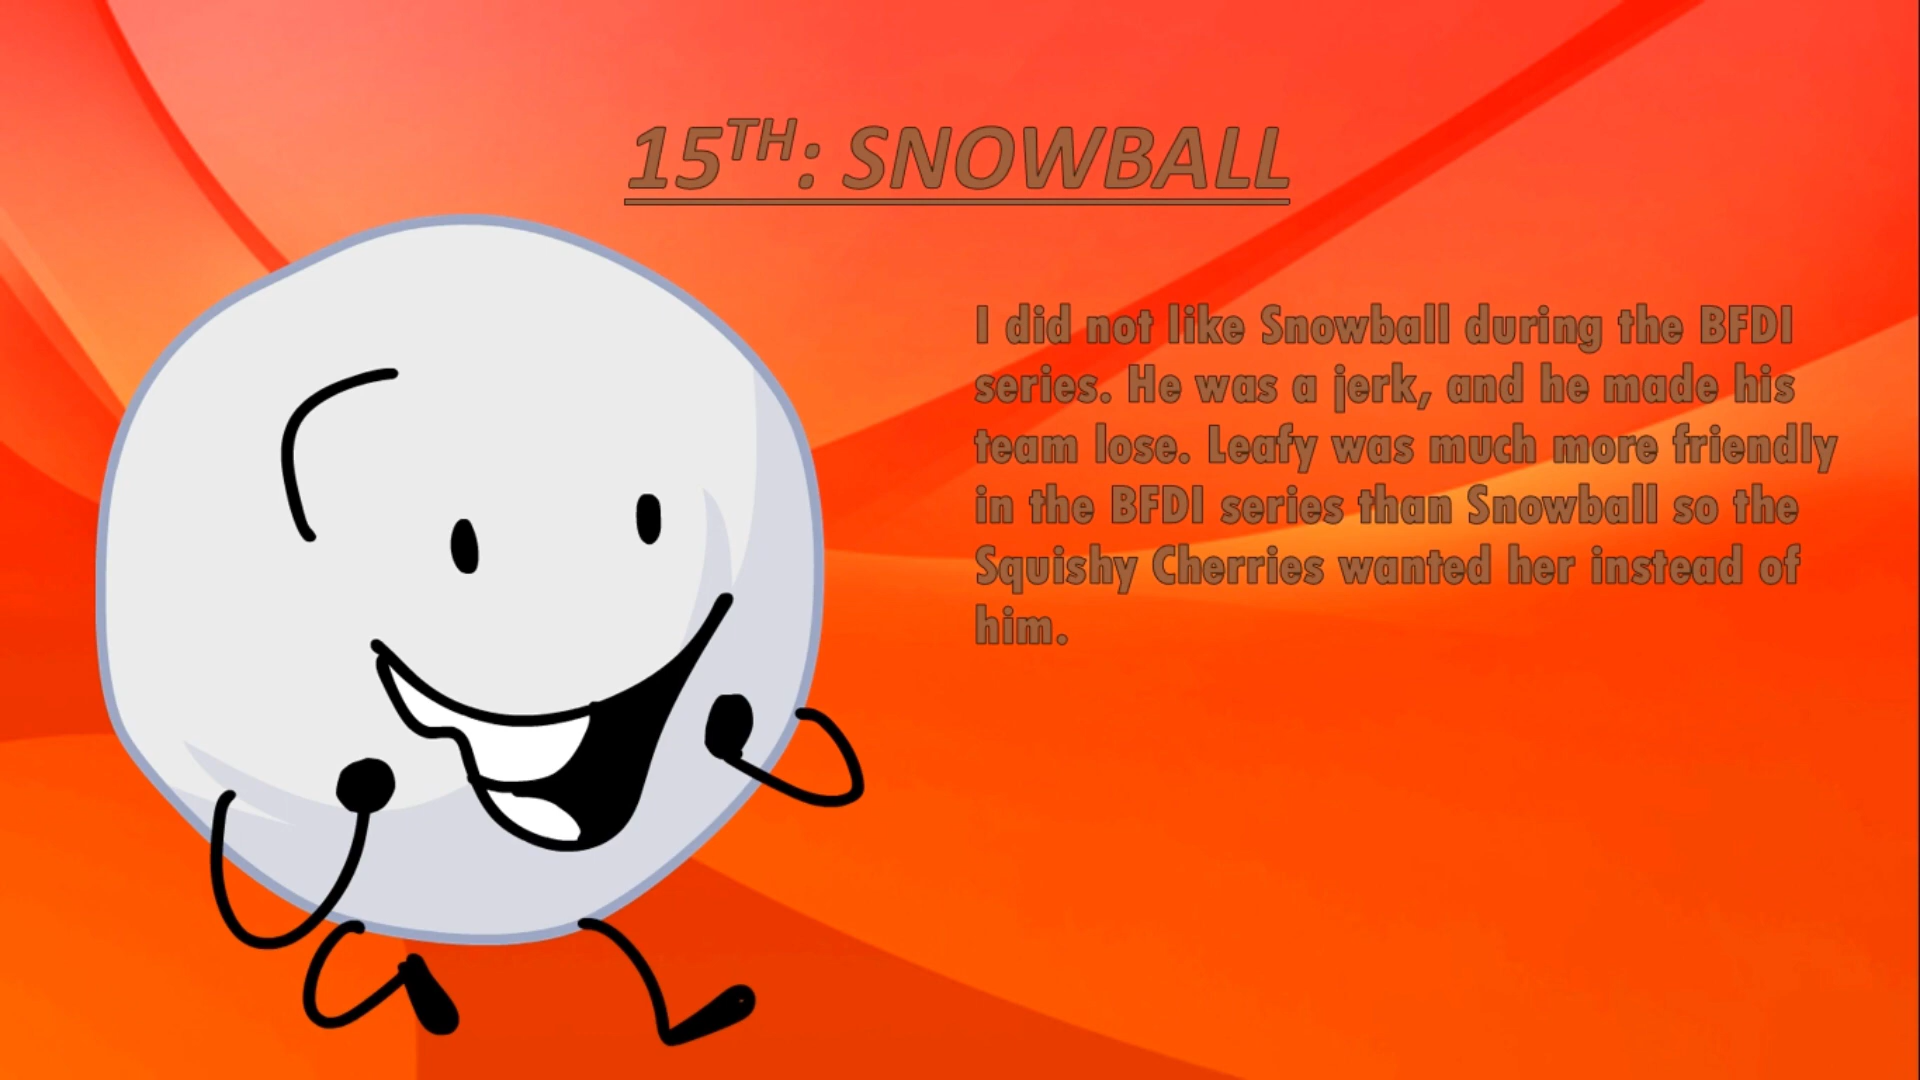 15TH: SNOWBALL
I did not like Snowball during the BFDI
series. He was a jerk, and he made his
team lose. Leafy was much more friendly
in the BFDI series than Snowball so the
Squishy Cherries wanted her instead of
him.